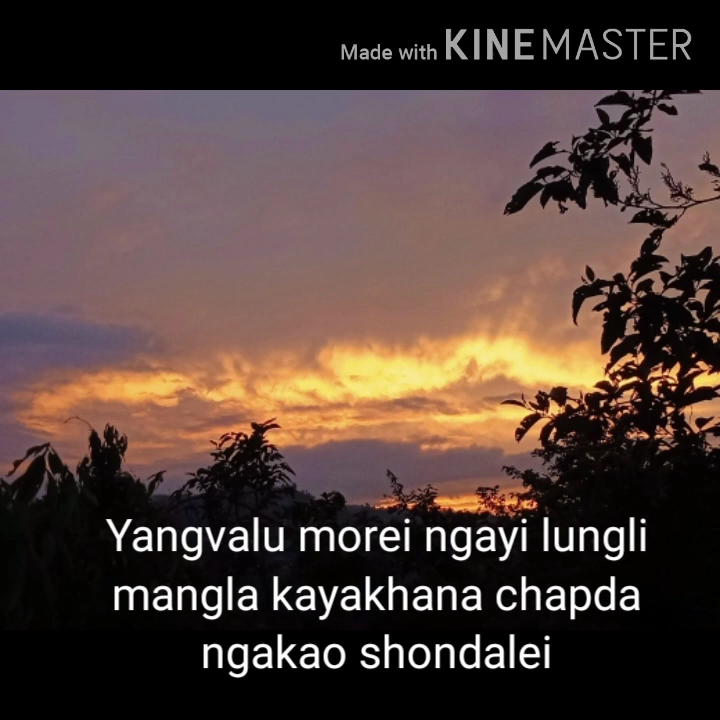 Made with KINEMASTER
Yangvalu morei ngayi lungli
mangla kayakhana chapda
ngakao shondalei